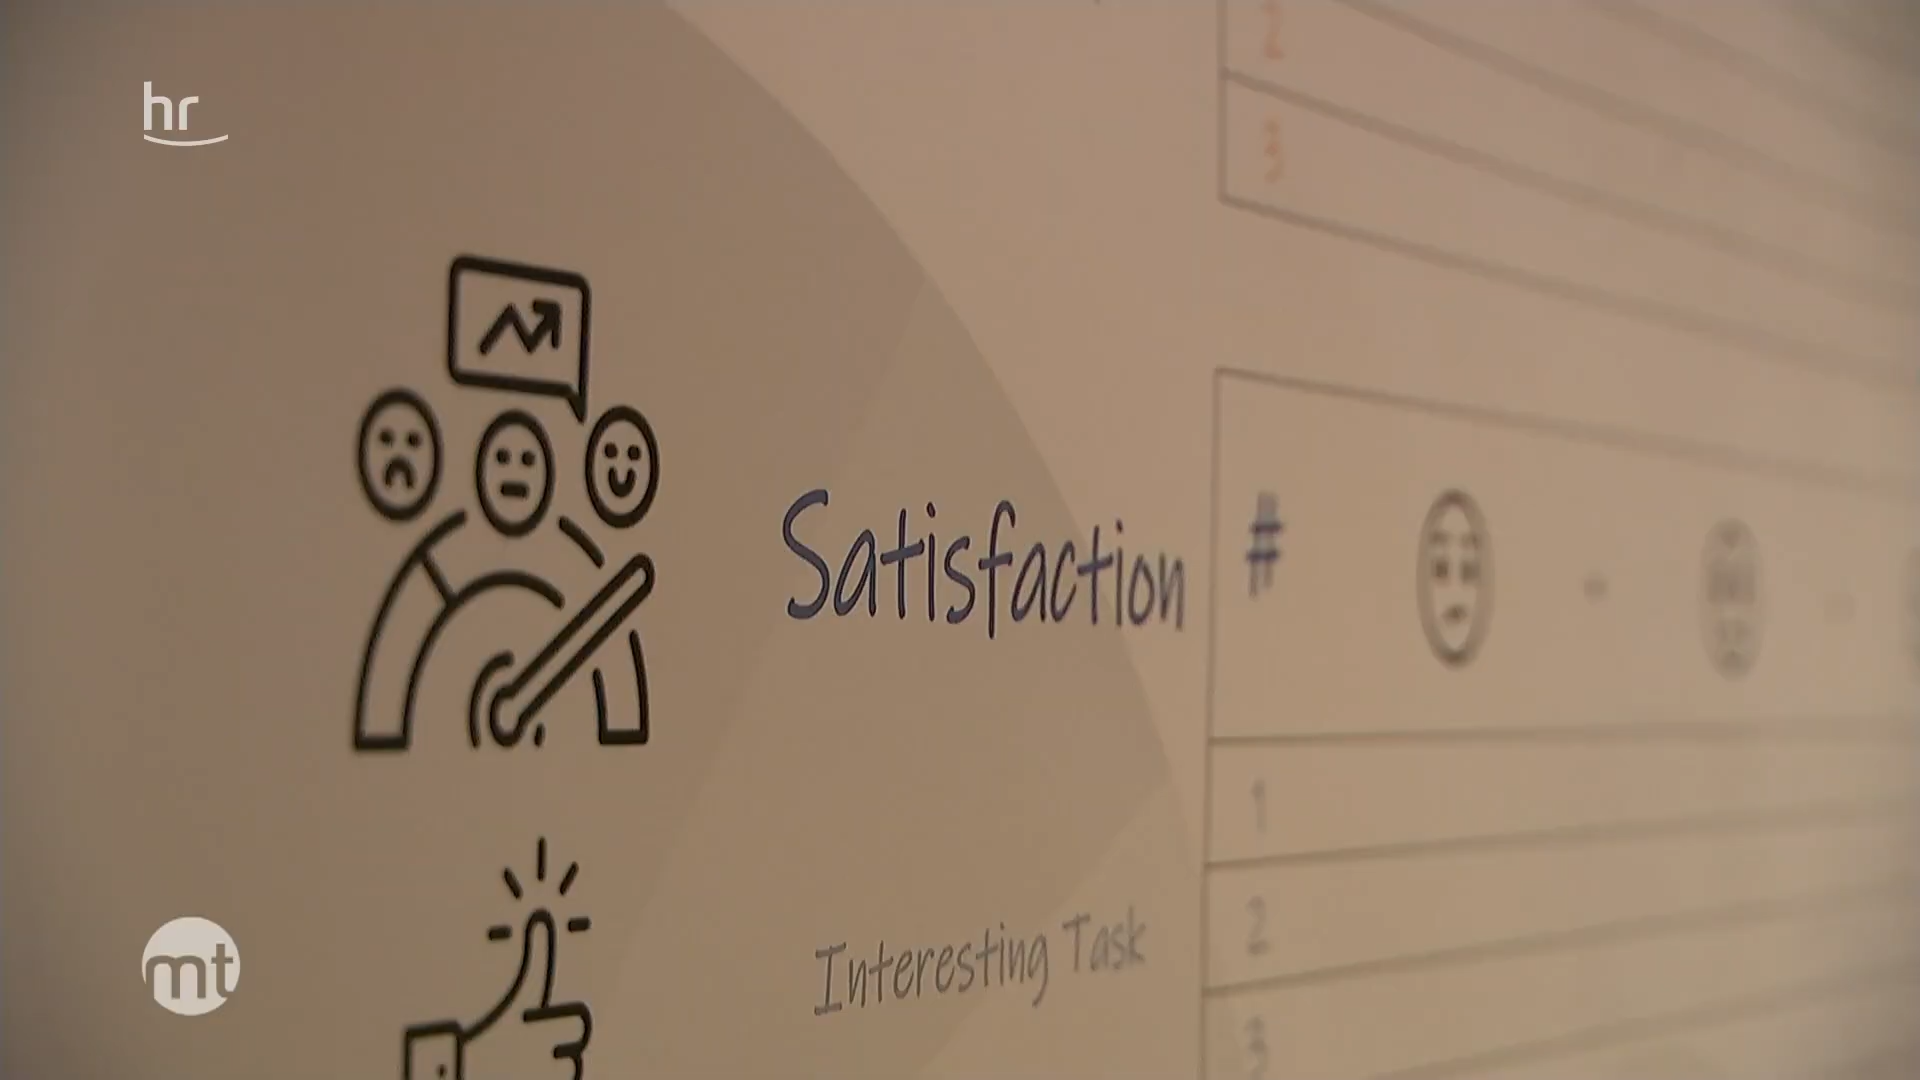 hr
2
3
Satisfaction
#
1
2
Interesting Task
3
mt